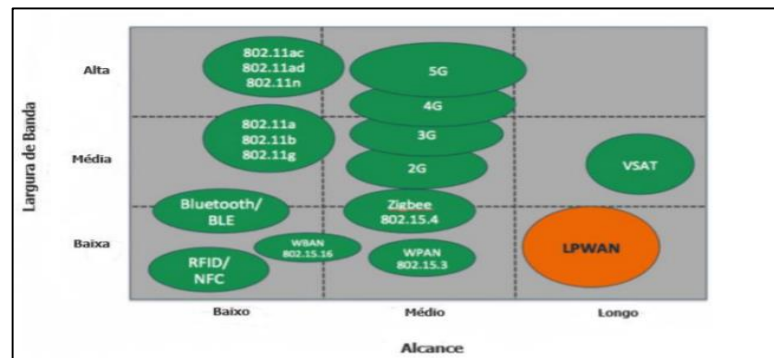 Largura de Banda
Alta
Média
Baixa
802.11ac
802.11ad
802.11n
5G
4G
802.11a
802.11b
802.11g
3G
2G
VSAT
Bluetooth/
BLE
Zigbee
802.15.4
WBAN
802.15.16
RFID/
NFC
WPAN
802.15.3
LPWAN
Baixo
Médio
Longo
Alcance